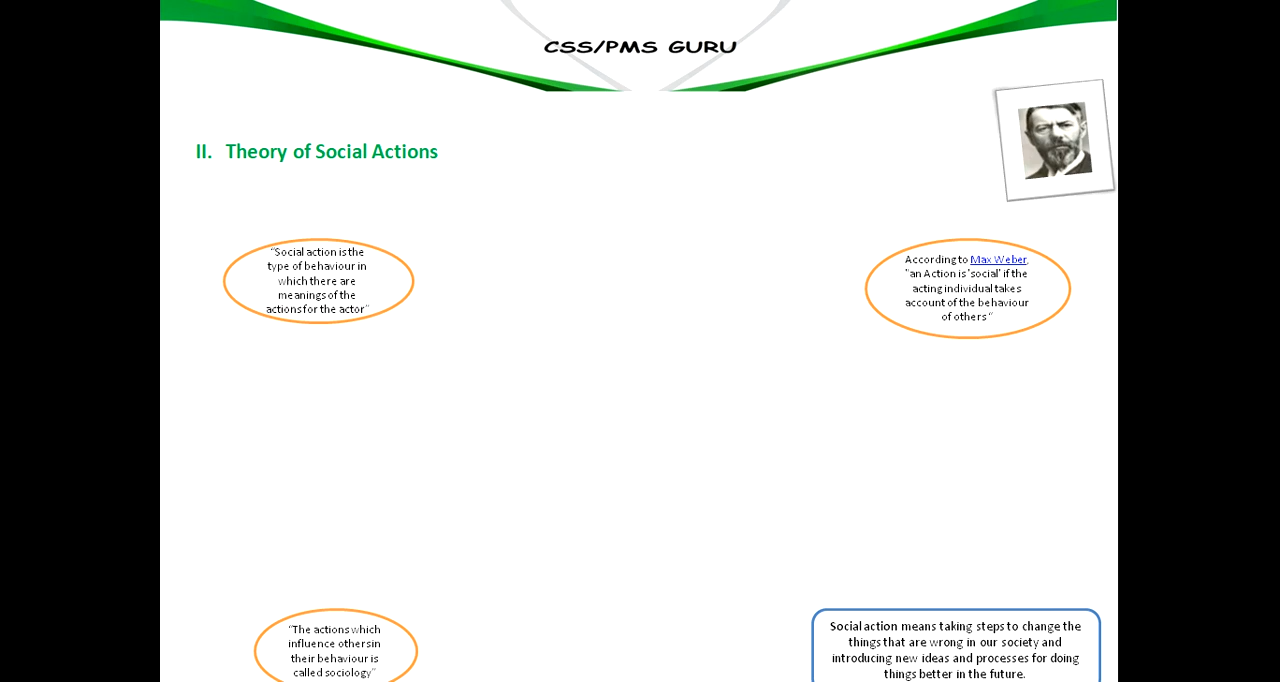 CSS/PMS GURU
II. Theory of Social Actions
"Social action is the
type of behaviour in
which there are
meanings of the
actions for the actor"
According to Max Weber,
"an Action is 'social' if the
acting individual takes
account of the behaviour
of others "
"The actions which
influence others in
their behaviour is
called sociology"
Social action means taking steps to change the
things that are wrong in our society and
introducing new ideas and processes for doing
things better in the future.